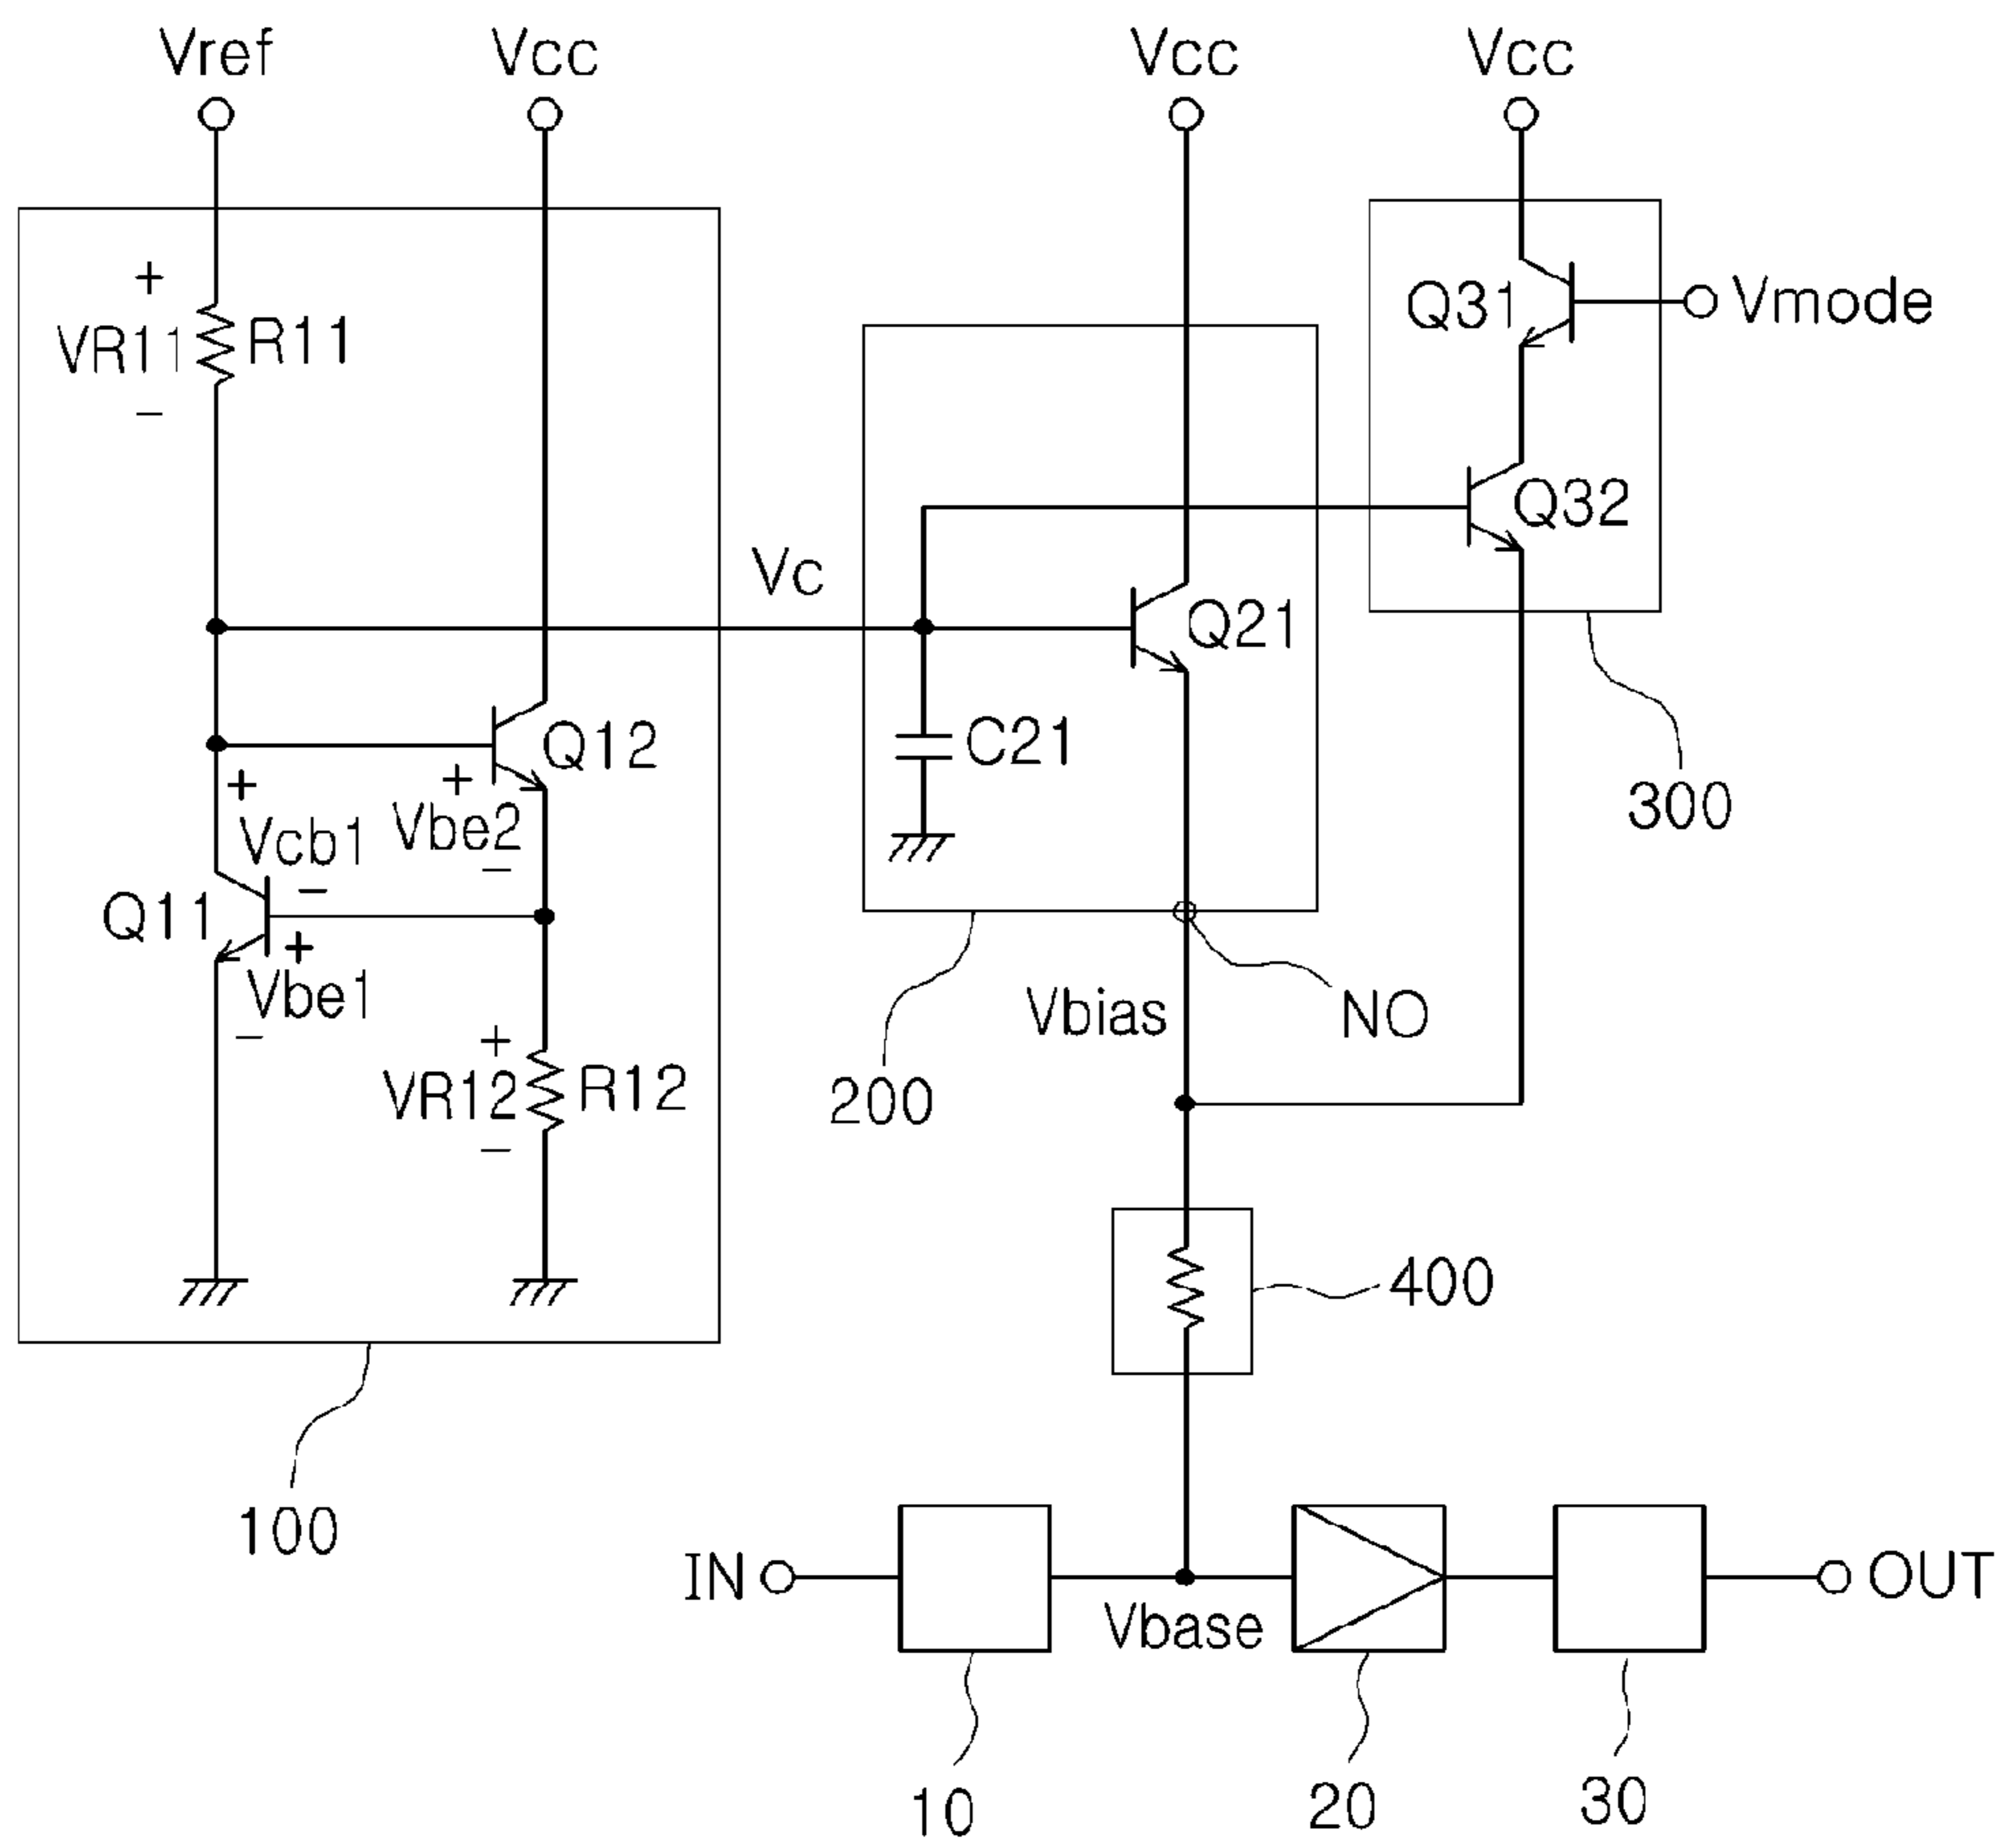 Vref Vcc Vcc Vcc
+
VR11 R11
−
Q31 Vmode
Q32
Vc
Q21
Q12
C21
300
+ +
Vcb1 Vbe2
− −
Q11
+
Vbe1
−
Vbias NO
+
VR12 R12
−
200
400
100
IN OUT
Vbase
10 20 30